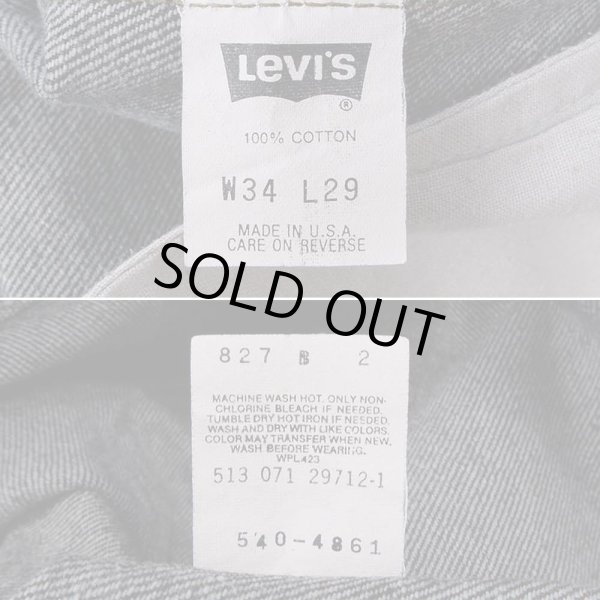 Levi's
®
100% COTTON
W34 L29
MADE IN U.S.A.
CARE ON REVERSE
SOLD OUT
827 B 2
MACHINE WASH HOT. ONLY NON-
CHLORINE BLEACH IF NEEDED.
TUMBLE DRY HOT IRON IF NEEDED.
WASH AND DRY WITH LIKE COLORS.
COLOR MAY TRANSFER WHEN NEW.
WASH BEFORE WEARING.
WPL423
513 071 29712-1
540-4861